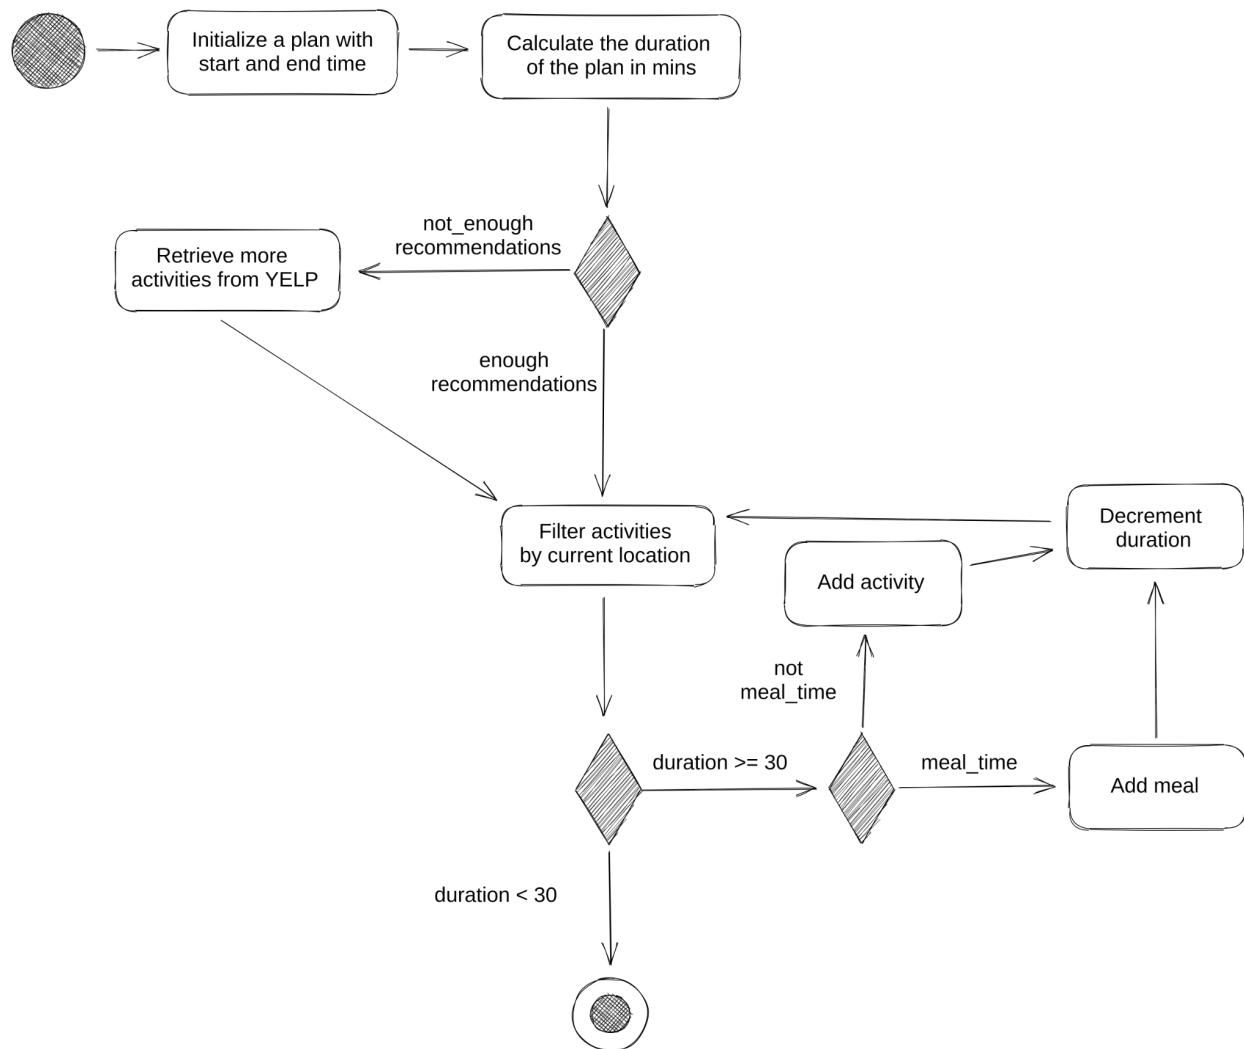 Initialize a plan with
start and end time
Calculate the duration
of the plan in mins
not_enough
recommendations
Retrieve more
activities from YELP
enough
recommendations
Filter activities
by current location
Decrement
duration
Add activity
not
meal_time
duration >= 30
meal_time
Add meal
duration < 30